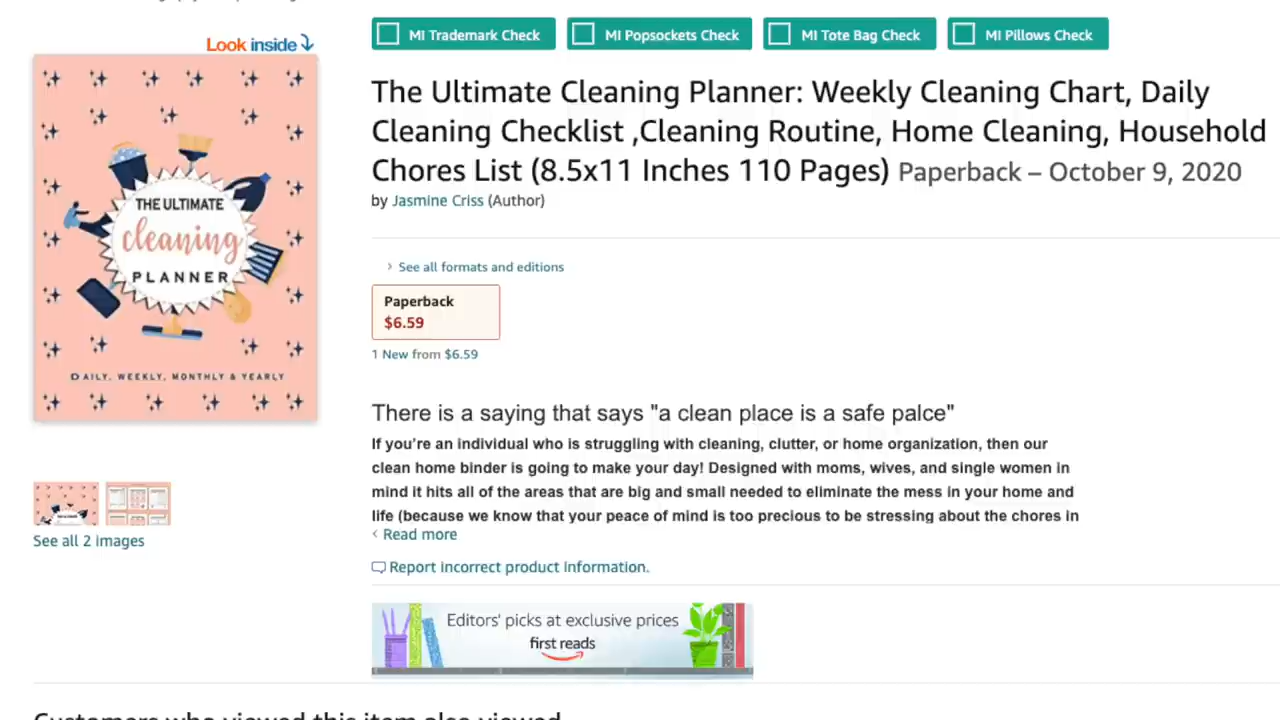 Look inside
MI Trademark Check
MI Popsockets Check
MI Tote Bag Check
MI Pillows Check
The Ultimate Cleaning Planner: Weekly Cleaning Chart, Daily
Cleaning Checklist ,Cleaning Routine, Home Cleaning, Household
Chores List (8.5x11 Inches 110 Pages) Paperback – October 9, 2020
by Jasmine Criss (Author)
THE ULTIMATE
cleaning
PLANNER
DAILY, WEEKLY, MONTHLY & YEARLY
See all 2 images
› See all formats and editions
Paperback
$6.59
1 New from $6.59
There is a saying that says "a clean place is a safe palce"
If you're an individual who is struggling with cleaning, clutter, or home organization, then our
clean home binder is going to make your day! Designed with moms, wives, and single women in
mind it hits all of the areas that are big and small needed to eliminate the mess in your home and
life (because we know that your peace of mind is too precious to be stressing about the chores in
‹ Read more
Report incorrect product information.
Editors' picks at exclusive prices
first reads
Customers who viewed this item also viewed